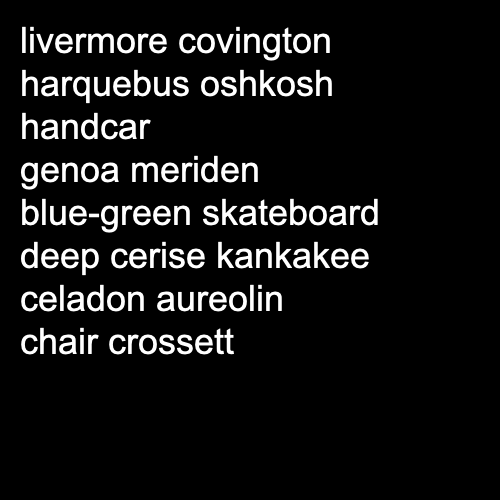 livermore covington
harquebus oshkosh
handcar
genoa meriden
blue-green skateboard
deep cerise kankakee
celadon aureolin
chair crossett